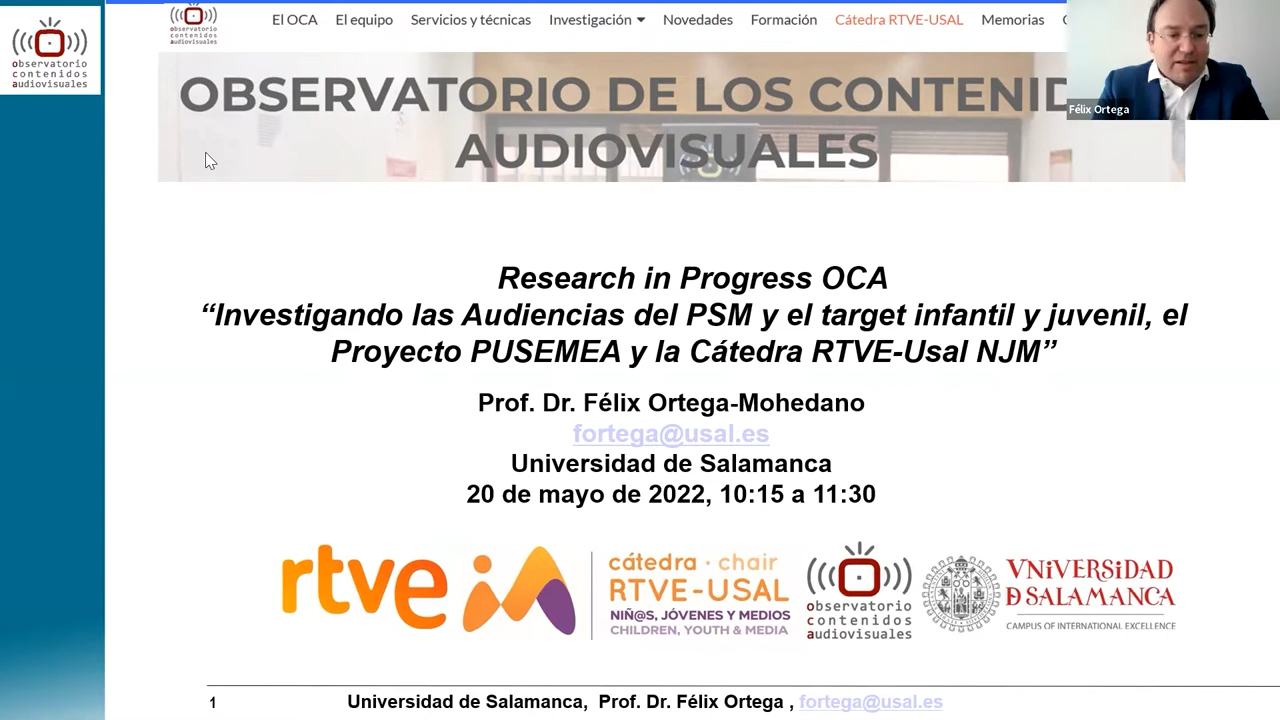 observatorio
contenidos
audiovisuales
observatorio
contenidos
audiovisuales
El OCA El equipo Servicios y técnicas Investigación Novedades Formación Cátedra RTVE-USAL Memorias
OBSERVATORIO DE LOS CONTENID
AUDIOVISUALES
Félix Ortega
Research in Progress OCA
“Investigando las Audiencias del PSM y el target infantil y juvenil, el
Proyecto PUSEMEA y la Cátedra RTVE-Usal NJM”
Prof. Dr. Félix Ortega-Mohedano
fortega@usal.es
Universidad de Salamanca
20 de mayo de 2022, 10:15 a 11:30
rtve
cátedra · chair
RTVE-USAL
NIÑ@S, JÓVENES Y MEDIOS
CHILDREN, YOUTH & MEDIA
observatorio
contenidos
audiovisuales
VNiVERSiDAD
D SALAMANCA
CAMPUS OF INTERNATIONAL EXCELLENCE
1 Universidad de Salamanca, Prof. Dr. Félix Ortega , fortega@usal.es